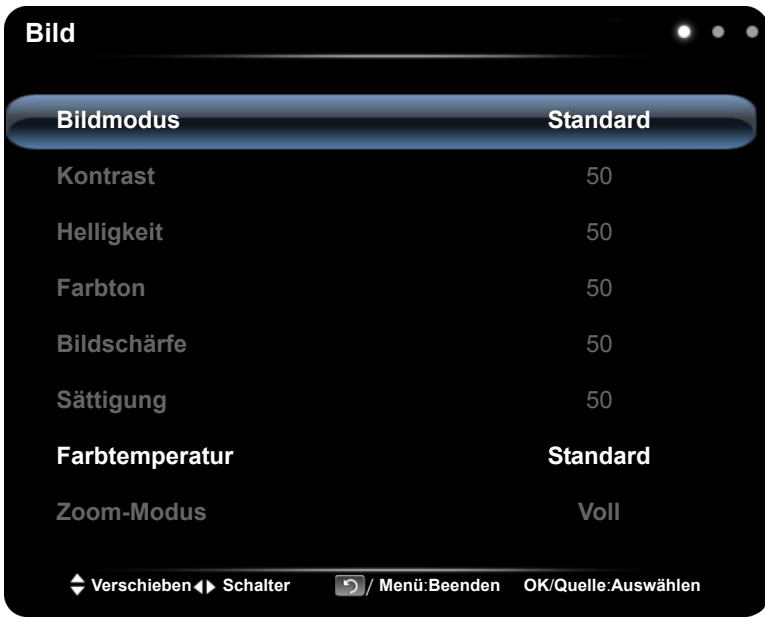 Bild
Bildmodus Standard
Kontrast 50
Helligkeit 50
Farbton 50
Bildschärfe 50
Sättigung 50
Farbtemperatur Standard
Zoom-Modus Voll
Verschieben Schalter / Menü:Beenden OK/Quelle:Auswählen